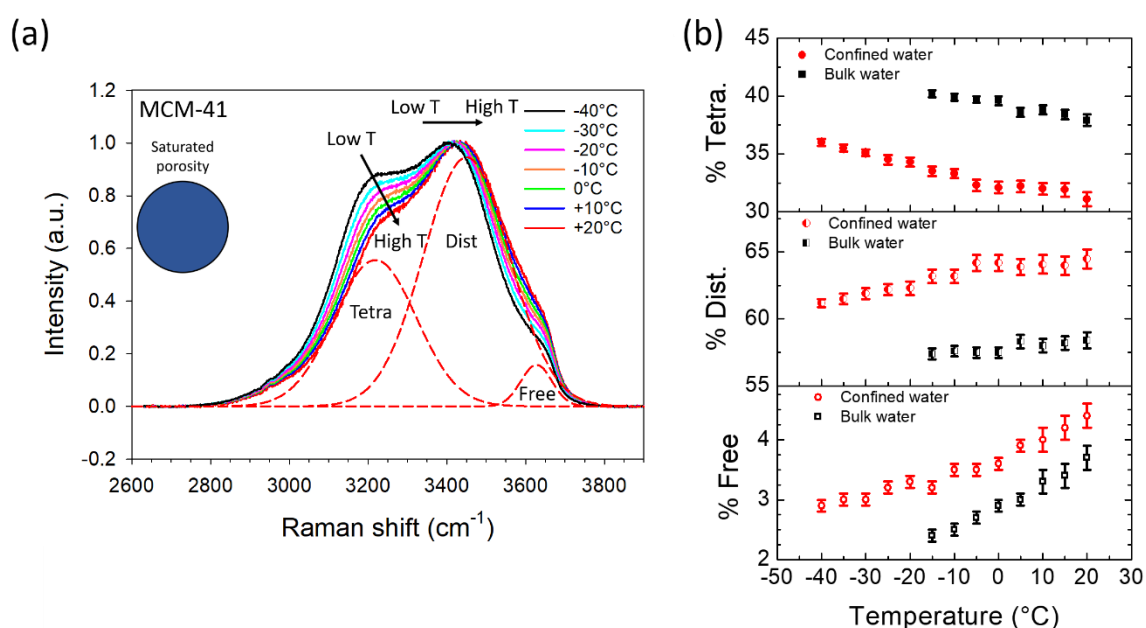 (a)
MCM-41
Saturated
porosity
Low T
High T
Low T
High T
Tetra
Dist
Free
-40°C
-30°C
-20°C
-10°C
0°C
+10°C
+20°C
1.2
1.0
0.8
0.6
0.4
0.2
0.0
-0.2
Intensity (a.u.)
2600 2800 3000 3200 3400 3600 3800
Raman shift (cm-1)
(b)
Confined water
Bulk water
45
40
35
30
% Tetra.
Confined water
Bulk water
65
60
55
% Dist.
Confined water
Bulk water
4
3
2
% Free
-50 -40 -30 -20 -10 0 10 20 30
Temperature (°C)